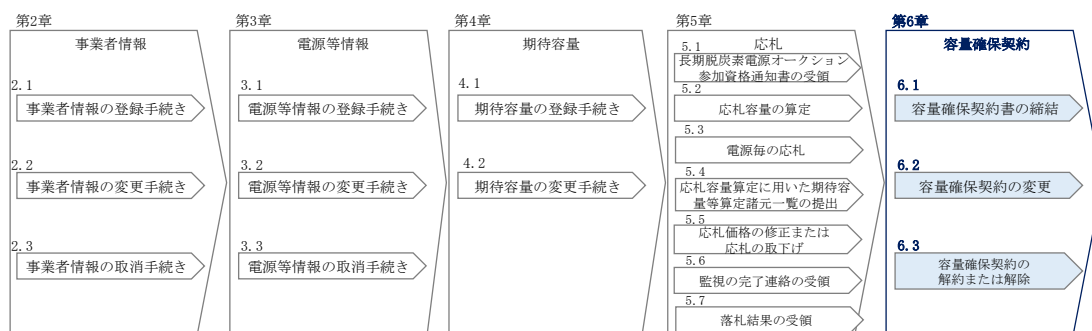 第2章
事業者情報
2.1
事業者情報の登録手続き
2.2
事業者情報の変更手続き
2.3
事業者情報の取消手続き
第3章
電源等情報
3.1
電源等情報の登録手続き
3.2
電源等情報の変更手続き
3.3
電源等情報の取消手続き
第4章
期待容量
4.1
期待容量の登録手続き
4.2
期待容量の変更手続き
第5章
応札
5.1
長期脱炭素電源オークション
参加資格通知書の受領
5.2
応札容量の算定
5.3
電源毎の応札
5.4
応札容量算定に用いた期待容
量等算定諸元一覧の提出
5.5
応札価格の修正または
応札の取下げ
5.6
監視の完了連絡の受領
5.7
落札結果の受領
第6章
容量確保契約
6.1
容量確保契約書の締結
6.2
容量確保契約の変更
6.3
容量確保契約の
解約または解除